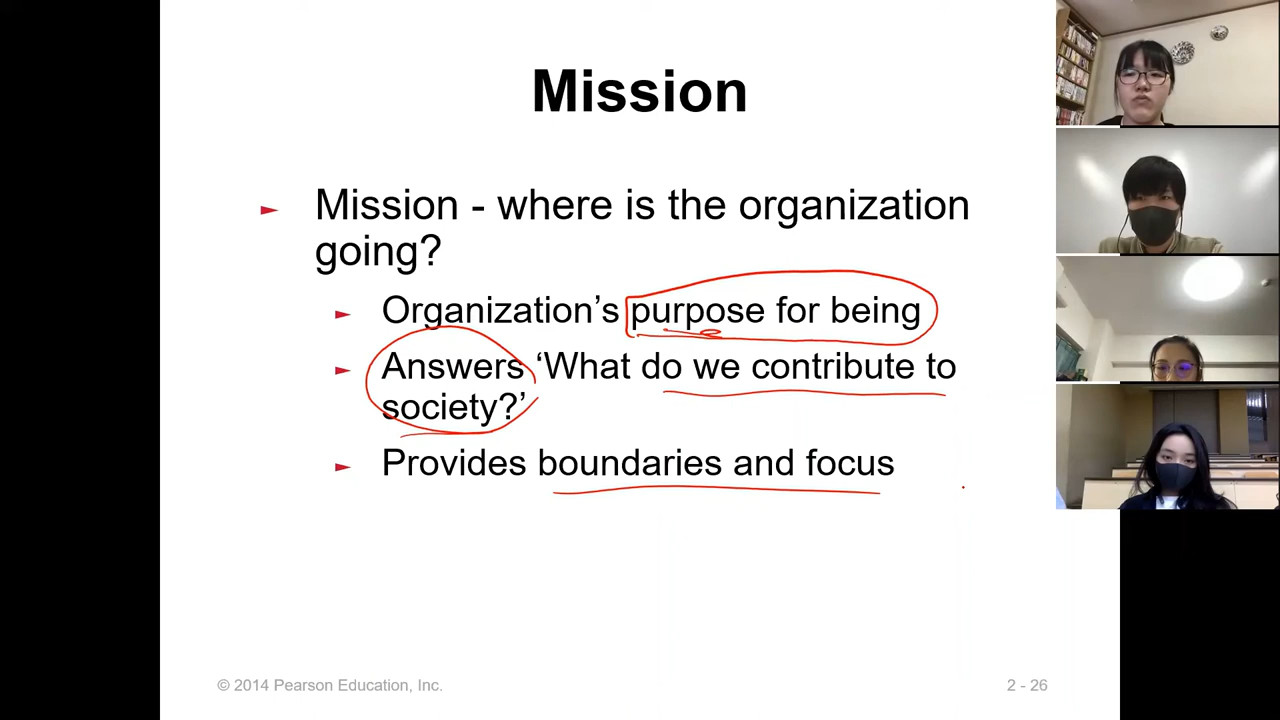 Mission
► Mission - where is the organization
going?
► Organization’s purpose for being
► Answers ‘What do we contribute to
society?’
► Provides boundaries and focus
© 2014 Pearson Education, Inc.
2 - 26